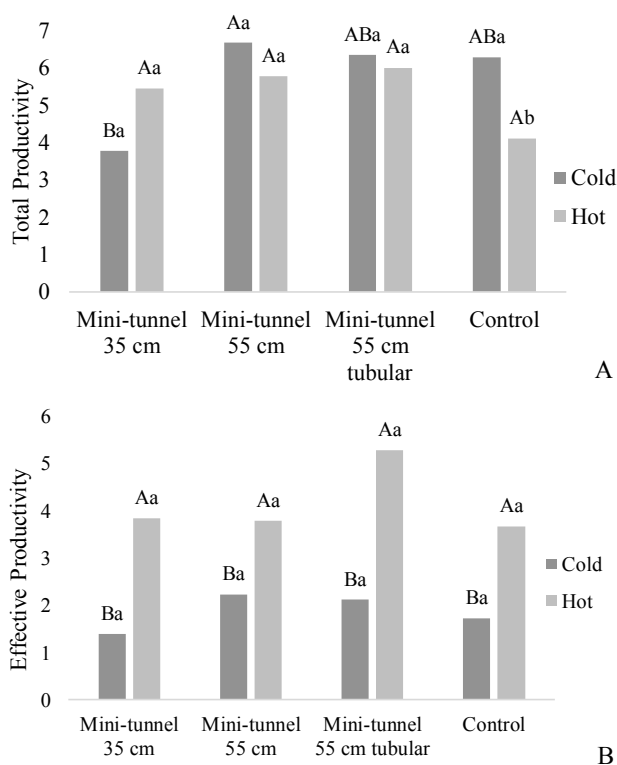 Total Productivity
7
6
5
4
3
2
1
0
Ba
Aa
Aa
Aa
ABa
Aa
ABa
Ab
Cold
Hot
Mini-tunnel
35 cm
Mini-tunnel
55 cm
Mini-tunnel
55 cm
tubular
Control
A
Effective Productivity
6
5
4
3
2
1
0
Ba
Aa
Ba
Aa
Ba
Aa
Ba
Aa
Cold
Hot
Mini-tunnel
35 cm
Mini-tunnel
55 cm
Mini-tunnel
55 cm tubular
Control
B